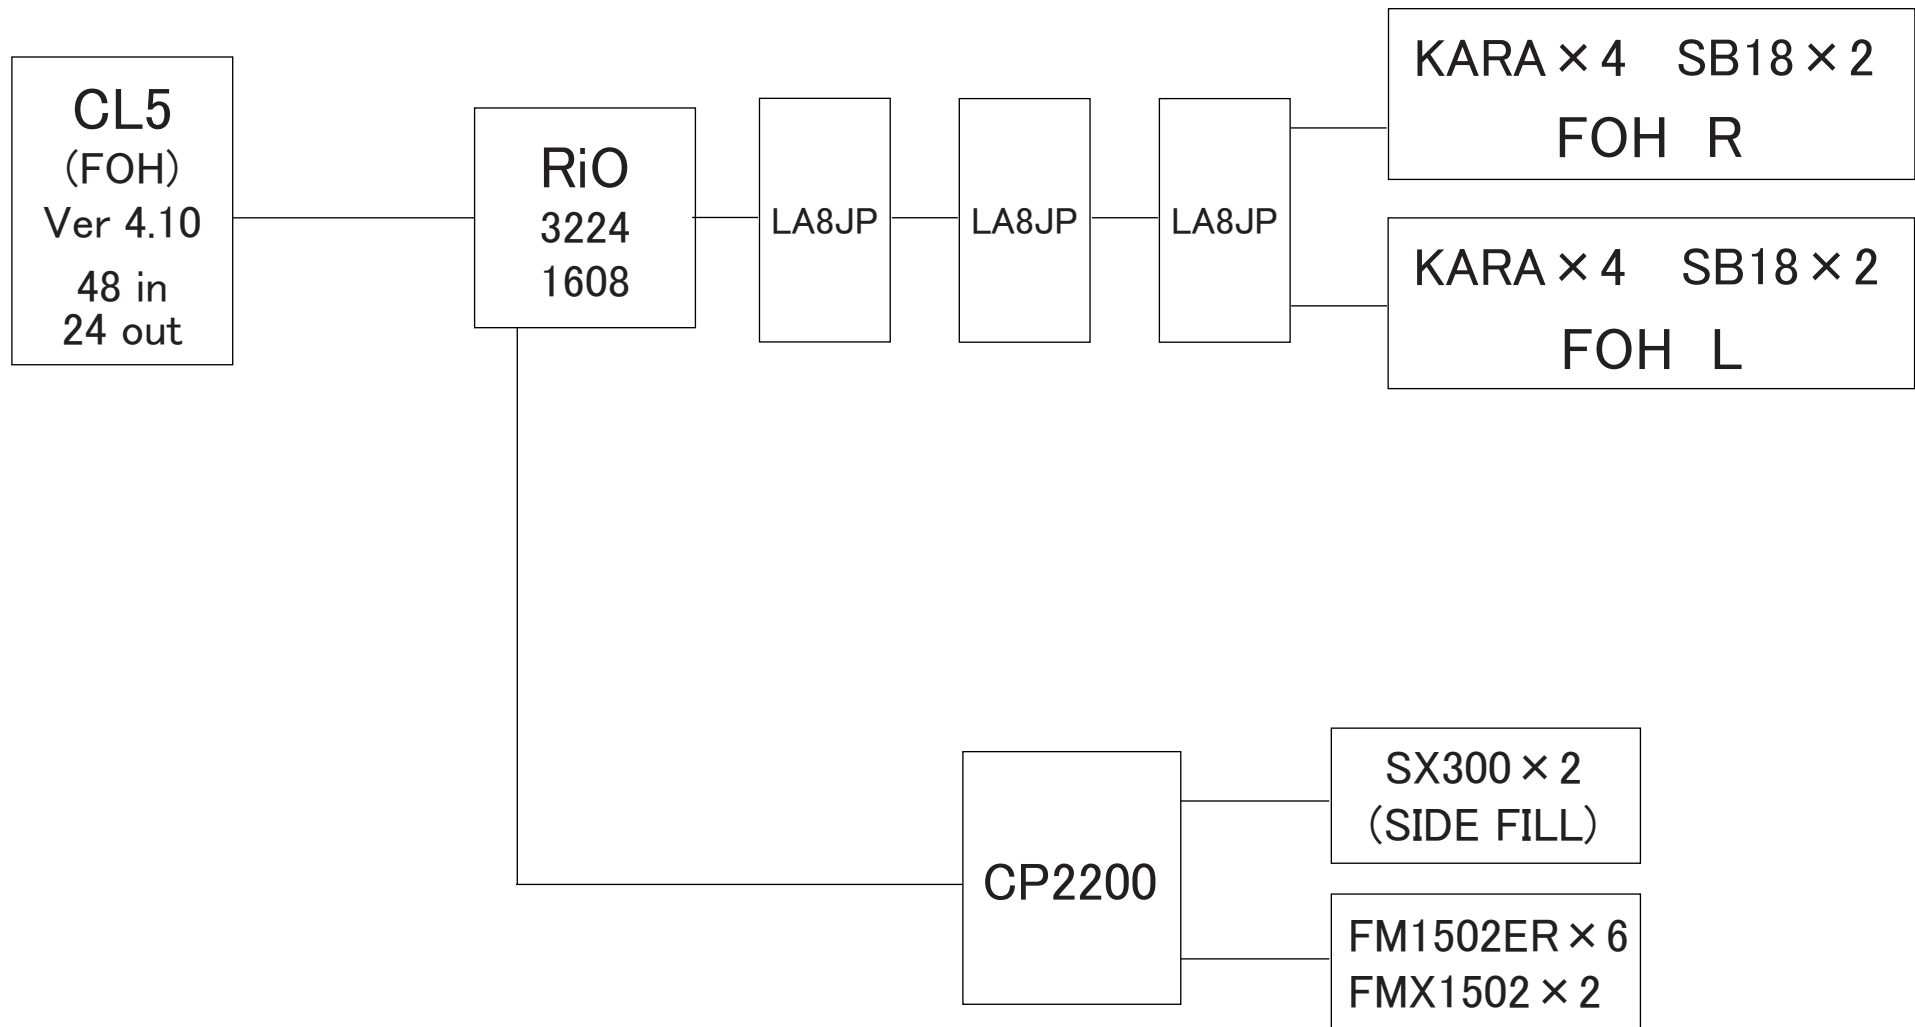 CL5
(FOH)
Ver 4.10
48 in
24 out
RiO
3224
1608
LA8JP
LA8JP
LA8JP
KARA×4 SB18×2
FOH R
KARA×4 SB18×2
FOH L
CP2200
SX300×2
(SIDE FILL)
FM1502ER×6
FMX1502×2